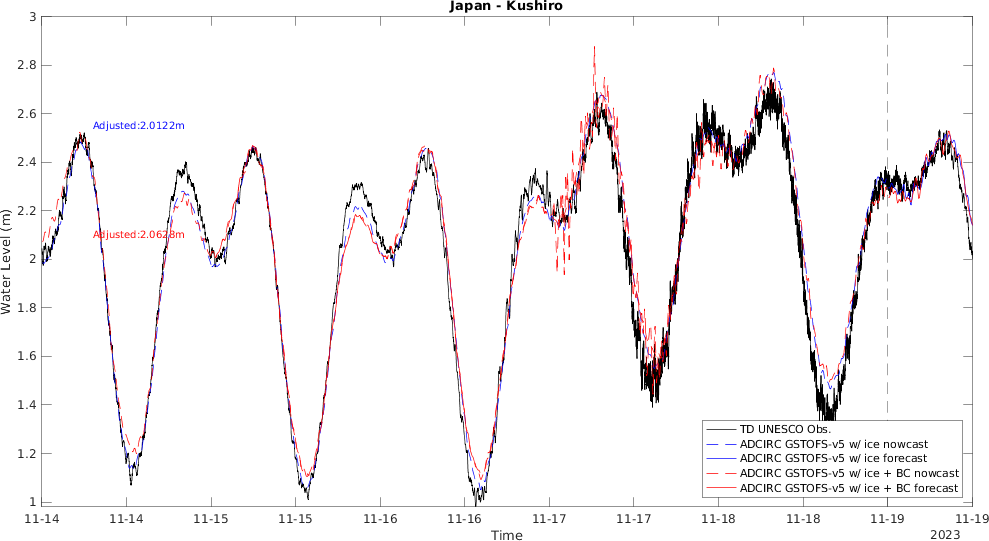 Japan - Kushiro
3
2.8
2.6
2.4
2.2
2
1.8
1.6
1.4
1.2
1
Water Level (m)
Adjusted:2.0122m
Adjusted:2.0628m
TD UNESCO Obs.
ADCIRC GSTOFS-v5 w/ ice nowcast
ADCIRC GSTOFS-v5 w/ ice forecast
ADCIRC GSTOFS-v5 w/ ice + BC nowcast
ADCIRC GSTOFS-v5 w/ ice + BC forecast
11-14 11-14 11-15 11-15 11-16 11-16 11-17 11-17 11-18 11-18 11-19 11-19
Time
2023